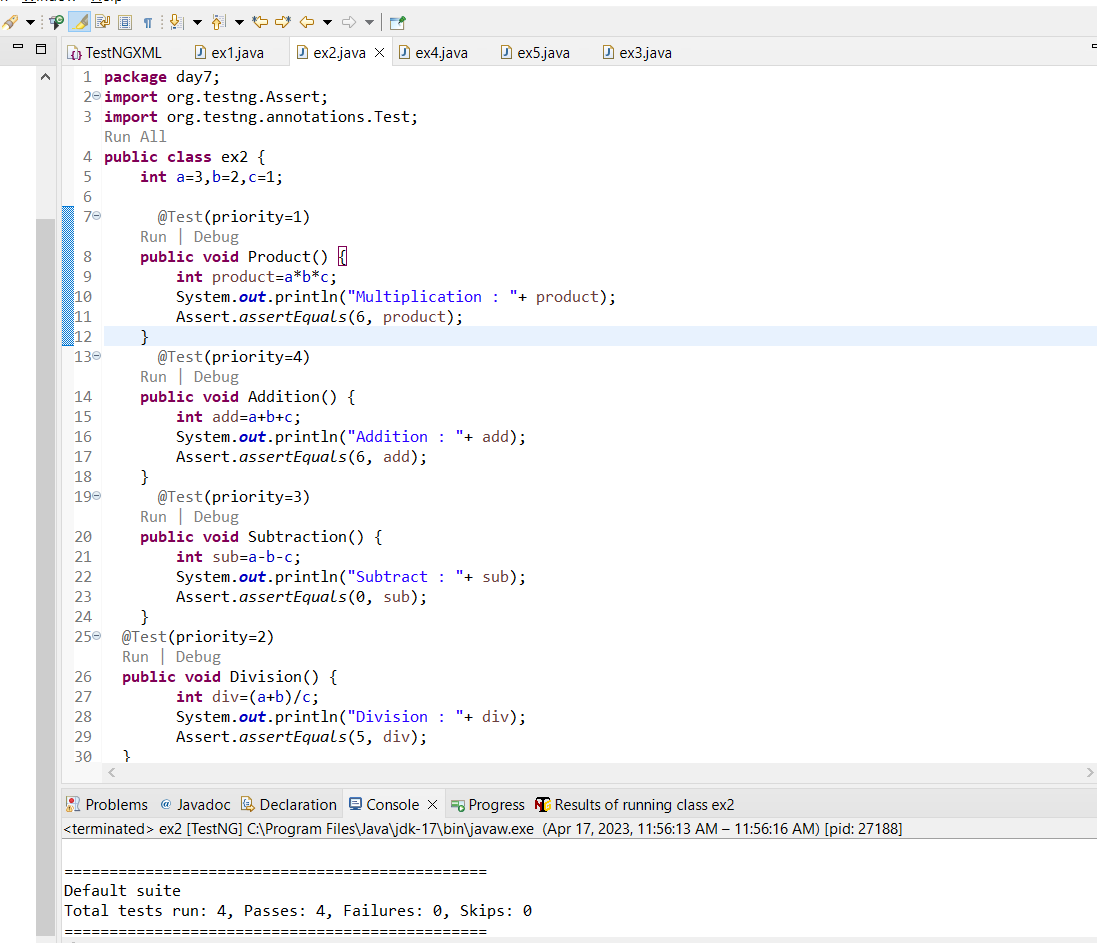 Window Help
TestNGXML ex1.java ex2.java ex4.java ex5.java ex3.java
1 package day7;
2 import org.testng.Assert;
3 import org.testng.annotations.Test;
Run All
4 public class ex2 {
5 int a=3,b=2,c=1;
6
7 @Test(priority=1)
Run | Debug
8 public void Product() {
9 int product=a*b*c;
10 System.out.println("Multiplication : "+ product);
11 Assert.assertEquals(6, product);
12 }
13 @Test(priority=4)
Run | Debug
14 public void Addition() {
15 int add=a+b+c;
16 System.out.println("Addition : "+ add);
17 Assert.assertEquals(6, add);
18 }
19 @Test(priority=3)
Run | Debug
20 public void Subtraction() {
21 int sub=a-b-c;
22 System.out.println("Subtract : "+ sub);
23 Assert.assertEquals(0, sub);
24 }
25 @Test(priority=2)
Run | Debug
26 public void Division() {
27 int div=(a+b)/c;
28 System.out.println("Division : "+ div);
29 Assert.assertEquals(5, div);
30 }
Problems @ Javadoc Declaration Console Progress Results of running class ex2
<terminated> ex2 [TestNG] C:\Program Files\Java\jdk-17\bin\javaw.exe (Apr 17, 2023, 11:56:13 AM – 11:56:16 AM) [pid: 27188]
===============================================
Default suite
Total tests run: 4, Passes: 4, Failures: 0, Skips: 0
===============================================